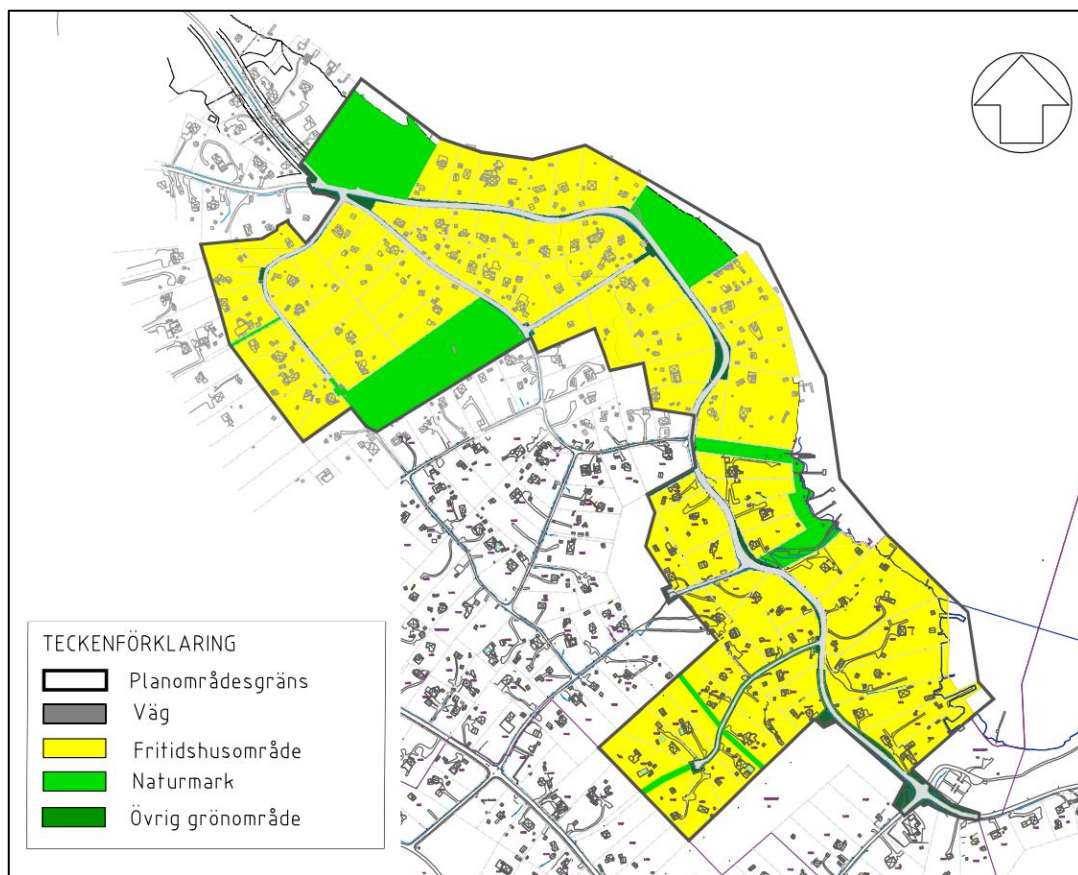 TECKENFÖRKLARING
Planområdesgräns
Väg
Fritidshusområde
Naturmark
Övrig grönområde